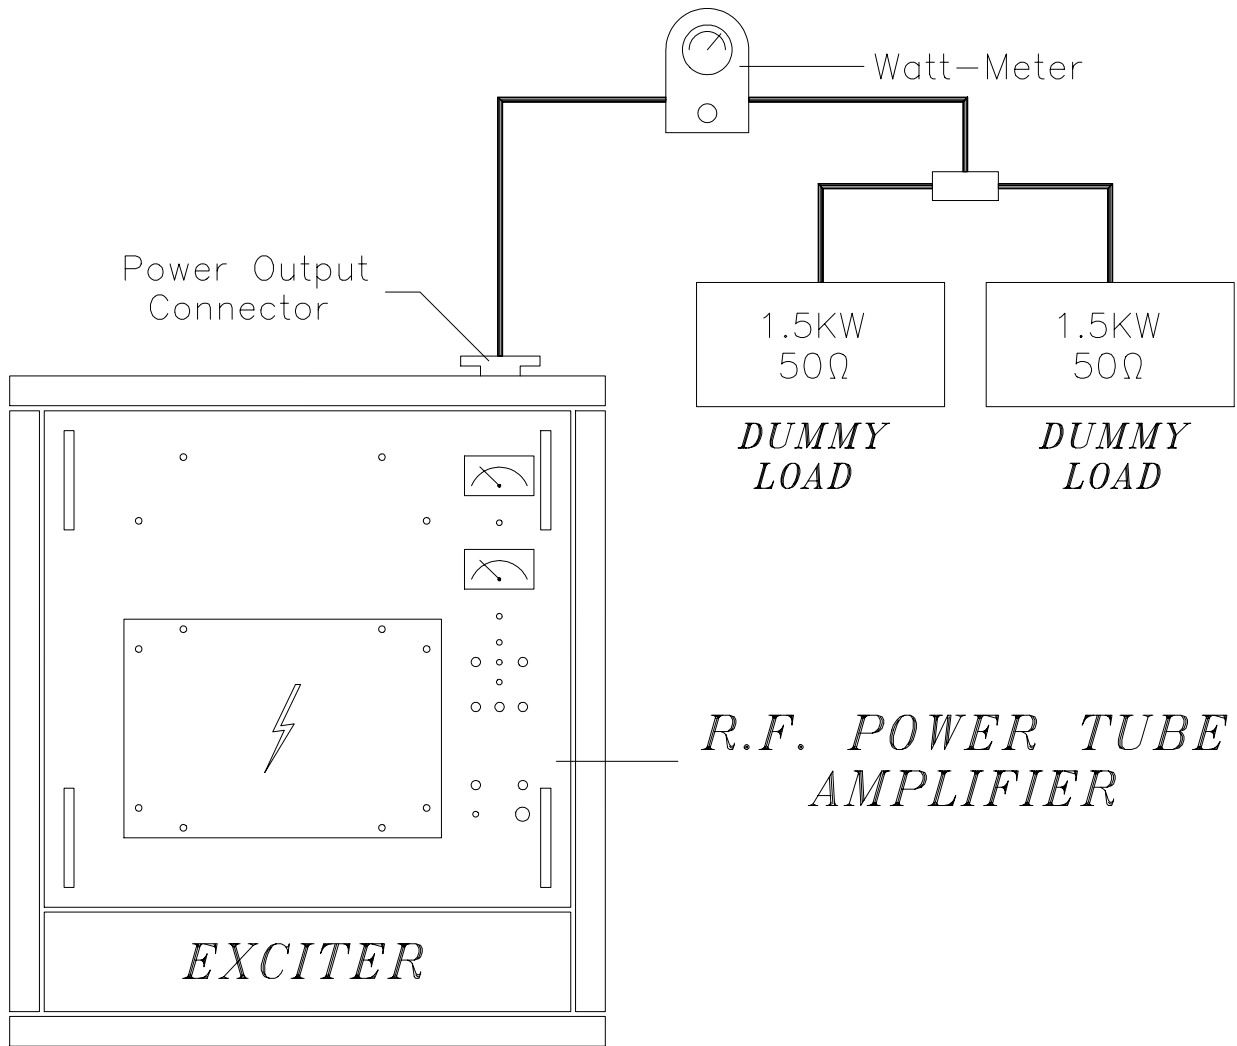 Watt-Meter
Power Output
Connector
1.5KW
50Ω
1.5KW
50Ω
DUMMY
LOAD
DUMMY
LOAD
R.F. POWER TUBE
AMPLIFIER
EXCITER